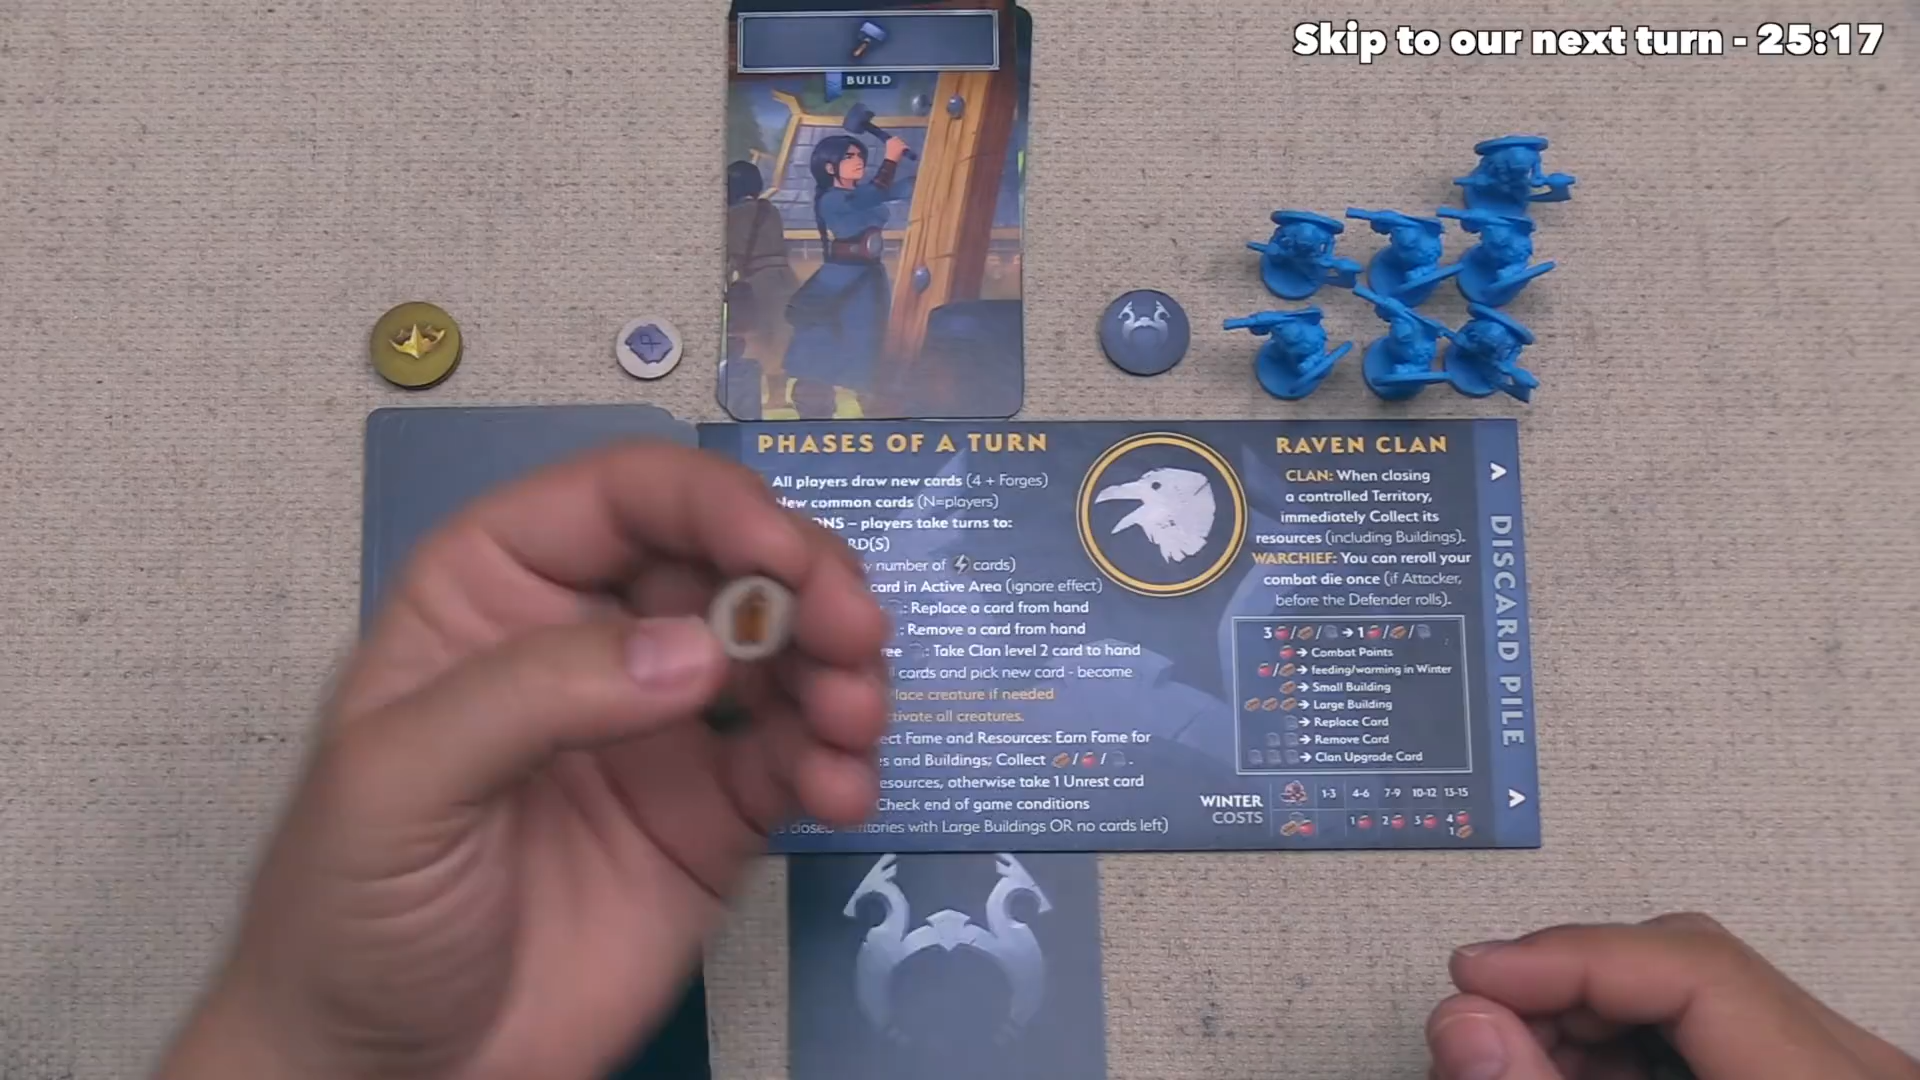 Skip to our next turn - 25:17
BUILD
PHASES OF A TURN
All players draw new cards (4 + Forges)
New common cards (N=players)
– players take turns to:
any number of cards)
card in Active Area (ignore effect)
: Replace a card from hand
: Remove a card from hand
: Take Clan level 2 card to hand
cards and pick new card - become
creature if needed
all creatures.
Fame and Resources: Earn Fame for
and Buildings; Collect / / .
otherwise take 1 Unrest card
Check end of game conditions
closed with Large Buildings OR no cards left)
RAVEN CLAN
CLAN: When closing
a controlled Territory,
immediately Collect its
resources (including Buildings).
WARCHIEF: You can reroll your
combat die once (if Attacker,
before the Defender rolls).
3 / / → 1 / /
→ Combat Points
/ → feeding/warming in Winter
→ Small Building
→ Large Building
→ Replace Card
→ Remove Card
→ Clan Upgrade Card
WINTER
COSTS
1-3 4-6 7-9 10-12 13-15
1 2 3 4
1
> DISCARD PILE >